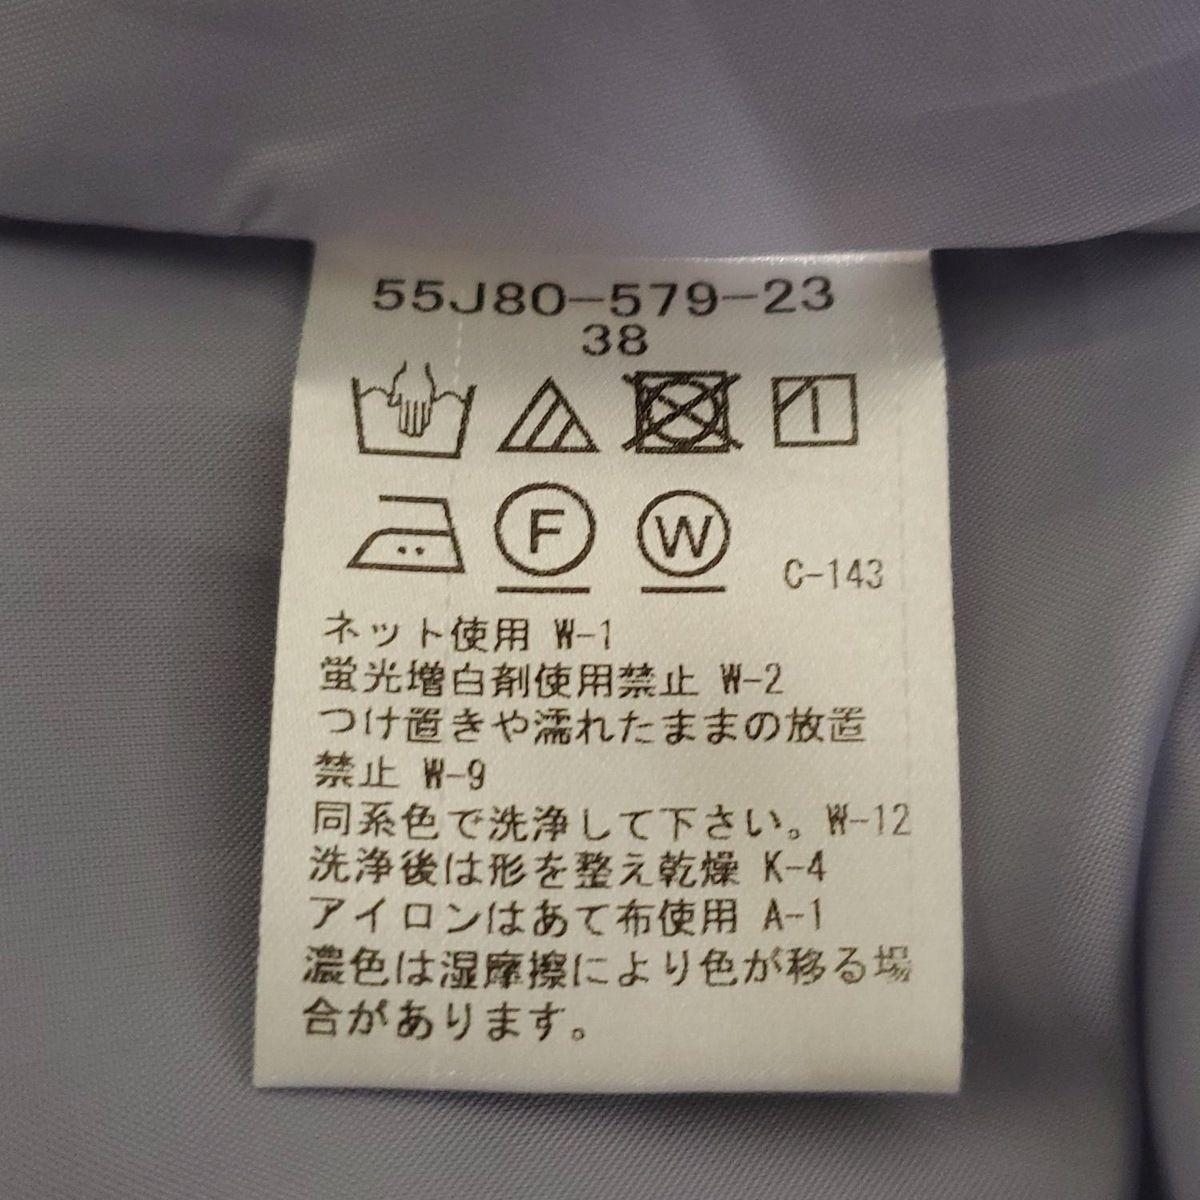 55J80-579-23
38
F W C-143
ネット使用 W-1
蛍光増白剤使用禁止 W-2
つけ置きや濡れたままの放置
禁止 W-9
同系色で洗浄して下さい。W-12
洗浄後は形を整え乾燥 K-4
アイロンはあて布使用 A-1
濃色は湿摩擦により色が移る場
合があります。